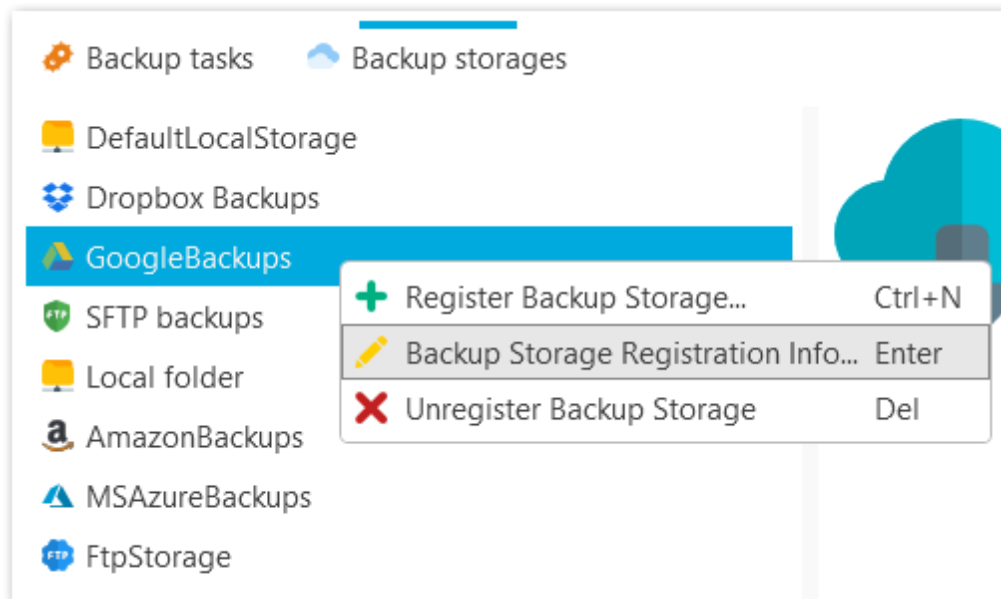 Backup tasks
Backup storages
DefaultLocalStorage
Dropbox Backups
GoogleBackups
Register Backup Storage... Ctrl+N
SFTP backups
Backup Storage Registration Info... Enter
Local folder
Unregister Backup Storage Del
AmazonBackups
MSAzureBackups
FTP FtpStorage